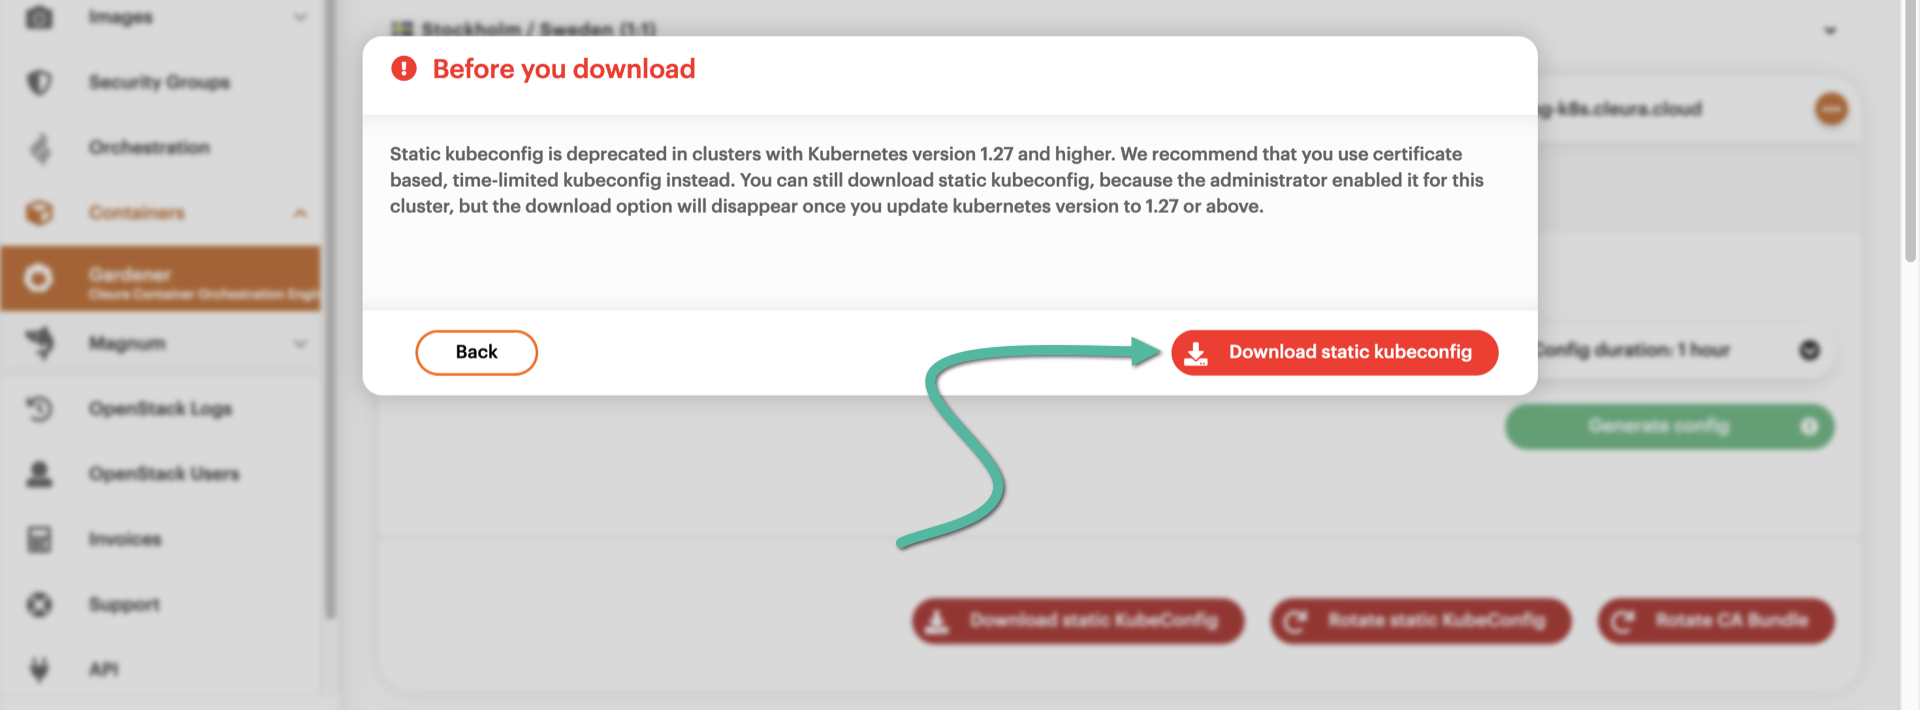 Images
Stockholm / Sweden (1:1)
Before you download
Security Groups
g-k8s.cleura.cloud
Orchestration
Static kubeconfig is deprecated in clusters with Kubernetes version 1.27 and higher. We recommend that you use certificate
based, time-limited kubeconfig instead. You can still download static kubeconfig, because the administrator enabled it for this
cluster, but the download option will disappear once you update kubernetes version to 1.27 or above.
Containers
Gardener
Cleura Container Orchestration Engin
Magnum
Back
Download static kubeconfig
Config duration: 1 hour
OpenStack Logs
Generate config
OpenStack Users
Invoices
Support
Download static KubeConfig
Rotate static KubeConfig
Rotate CA Bundle
API